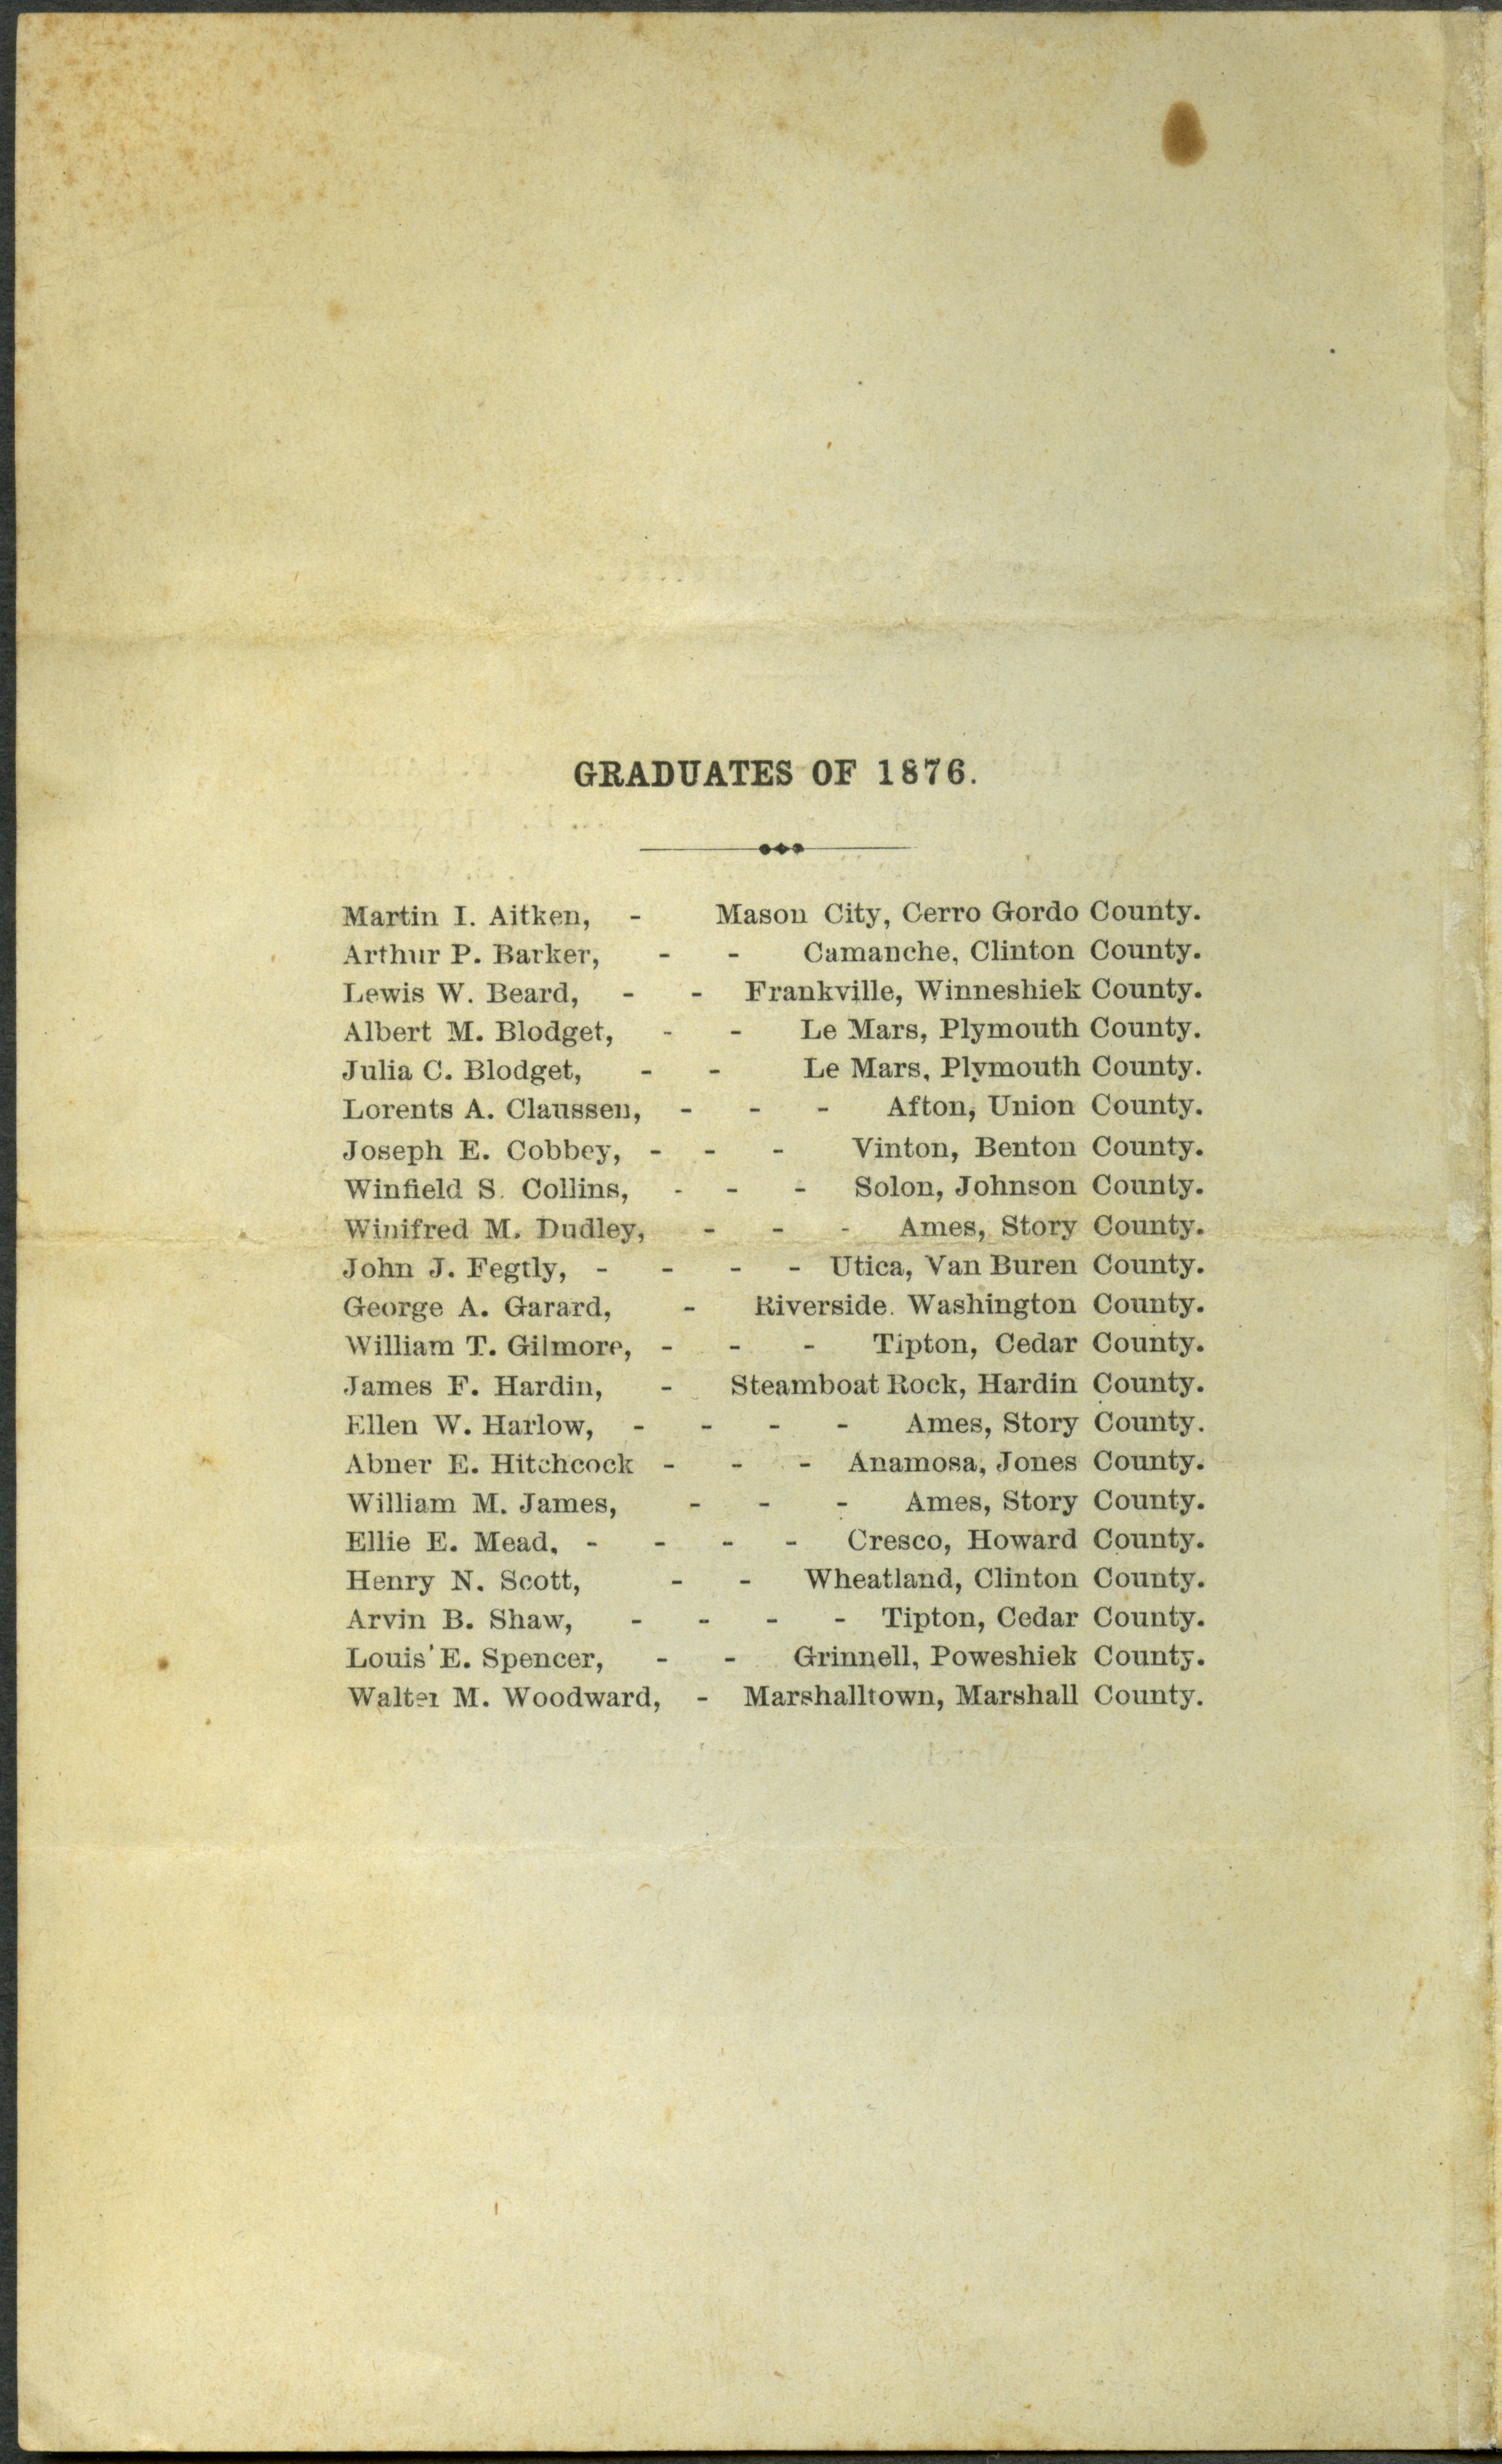 GRADUATES OF 1876.
Martin I. Aitken, - Mason City, Cerro Gordo County.
Arthur P. Barker, - - Camanche, Clinton County.
Lewis W. Beard, - - Frankville, Winneshiek County.
Albert M. Blodget, - - Le Mars, Plymouth County.
Julia C. Blodget, - - Le Mars, Plymouth County.
Lorents A. Claussen, - - - Afton, Union County.
Joseph E. Cobbey, - - - Vinton, Benton County.
Winfield S. Collins, - - - Solon, Johnson County.
Winifred M. Dudley, - - - Ames, Story County.
John J. Fegtly, - - - - Utica, Van Buren County.
George A. Garard, - Riverside. Washington County.
William T. Gilmore, - - - Tipton, Cedar County.
James F. Hardin, - Steamboat Rock, Hardin County.
Ellen W. Harlow, - - - - Ames, Story County.
Abner E. Hitchcock - - - Anamosa, Jones County.
William M. James, - - - Ames, Story County.
Ellie E. Mead, - - - - Cresco, Howard County.
Henry N. Scott, - - Wheatland, Clinton County.
Arvin B. Shaw, - - - - Tipton, Cedar County.
Louis E. Spencer, - - Grinnell, Poweshiek County.
Walter M. Woodward, - Marshalltown, Marshall County.